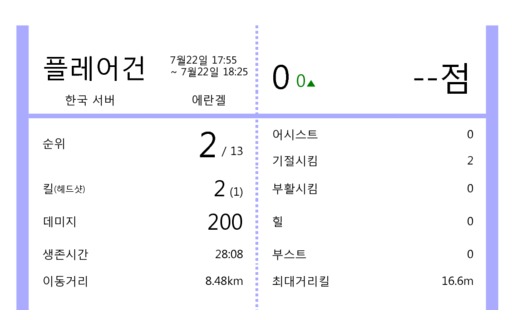 플레어건
7월22일 17:55
~ 7월22일 18:25
한국 서버
에란겔
0 0▲
--점
순위 2 / 13
킬(헤드샷) 2 (1)
데미지 200
생존시간 28:08
이동거리 8.48km
어시스트 0
기절시킴 2
부활시킴 0
힐 0
부스트 0
최대거리킬 16.6m